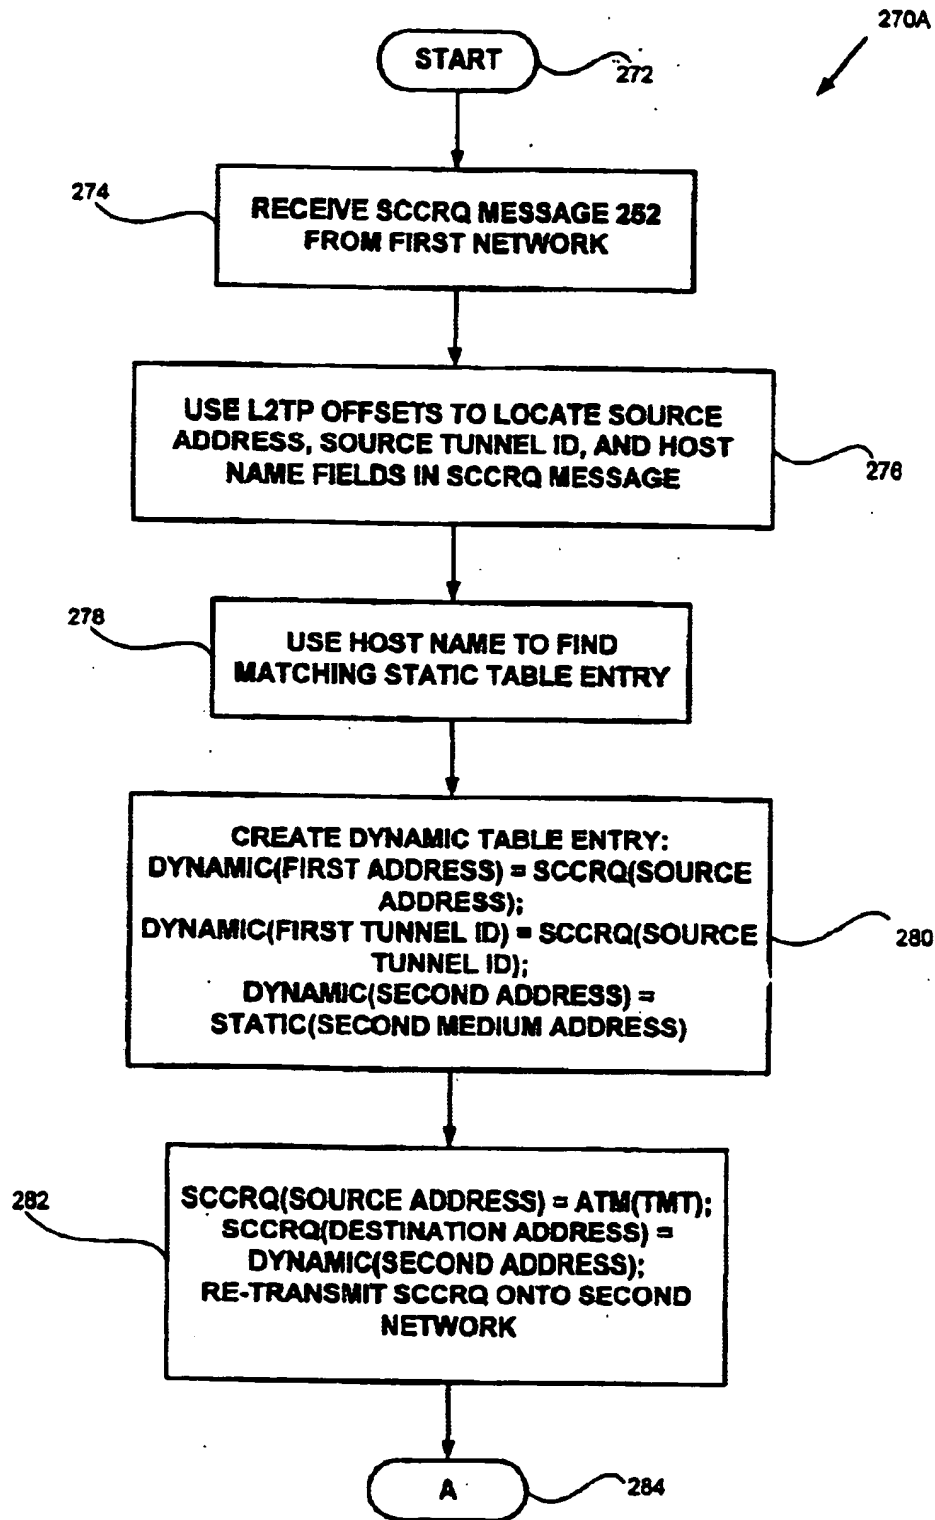 270A
START
272
274
RECEIVE SCCRQ MESSAGE 252
FROM FIRST NETWORK
USE L2TP OFFSETS TO LOCATE SOURCE
ADDRESS, SOURCE TUNNEL ID, AND HOST
NAME FIELDS IN SCCRQ MESSAGE
276
278
USE HOST NAME TO FIND
MATCHING STATIC TABLE ENTRY
CREATE DYNAMIC TABLE ENTRY:
DYNAMIC(FIRST ADDRESS) = SCCRQ(SOURCE
ADDRESS);
DYNAMIC(FIRST TUNNEL ID) = SCCRQ(SOURCE
TUNNEL ID);
DYNAMIC(SECOND ADDRESS) =
STATIC(SECOND MEDIUM ADDRESS)
280
282
SCCRQ(SOURCE ADDRESS) = ATM(TMT);
SCCRQ(DESTINATION ADDRESS) =
DYNAMIC(SECOND ADDRESS);
RE-TRANSMIT SCCRQ ONTO SECOND
NETWORK
A
284